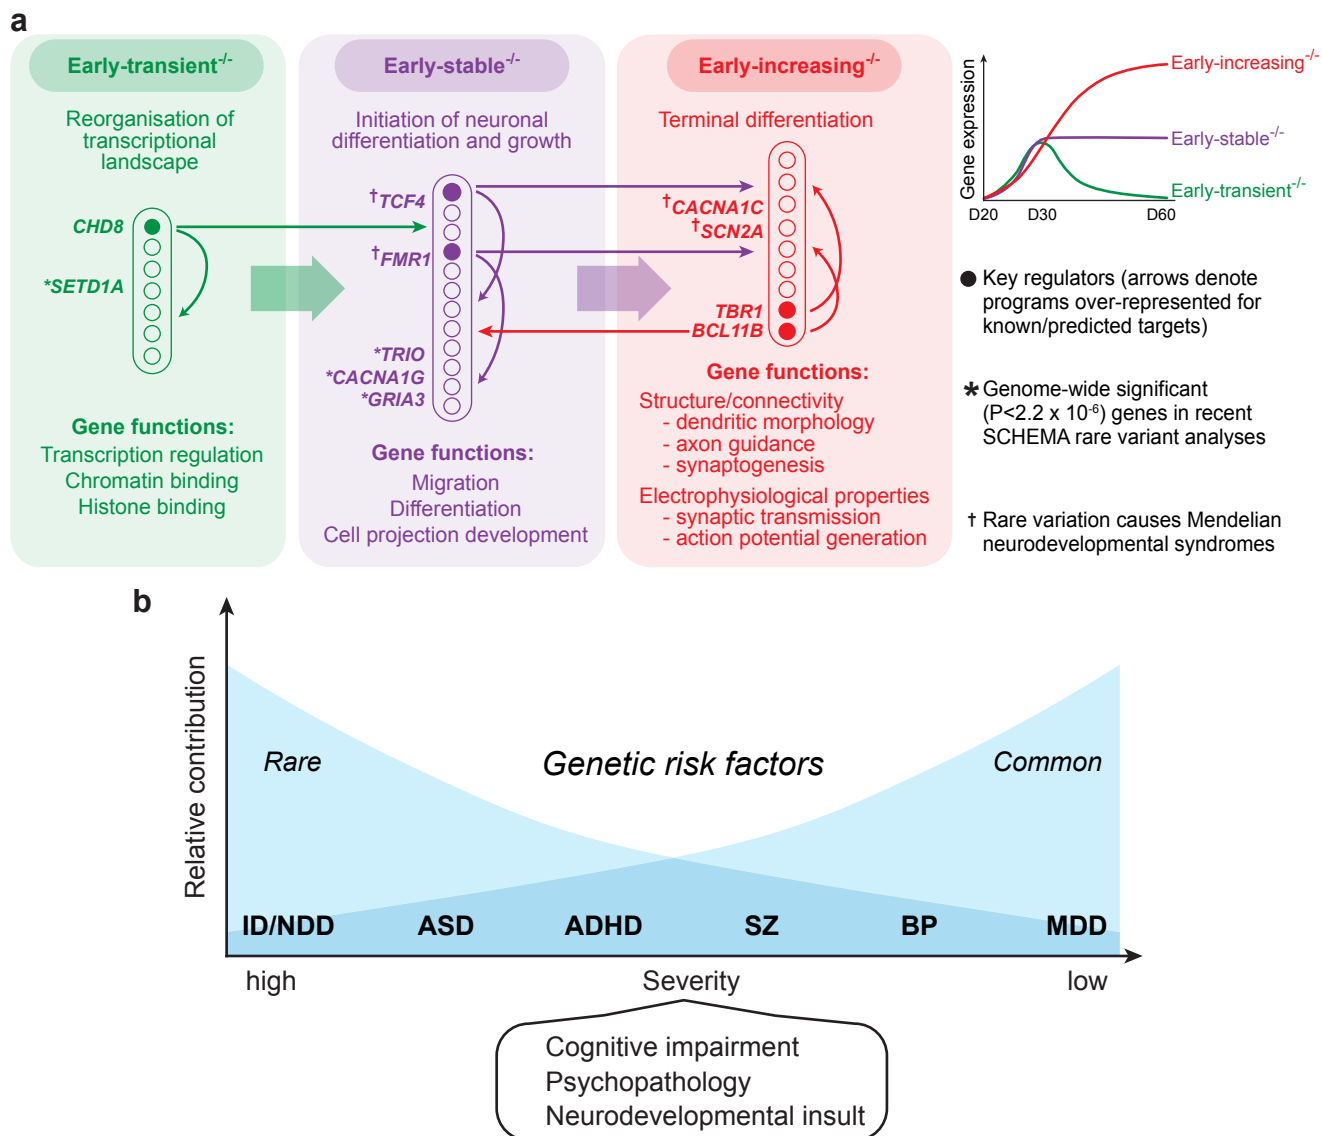 a
Early-transient-/-
Reorganisation of
transcriptional
landscape
CHD8
*SETD1A
Gene functions:
Transcription regulation
Chromatin binding
Histone binding
Early-stable-/-
Initiation of neuronal
differentiation and growth
†TCF4
†FMR1
*TRIO
*CACNA1G
*GRIA3
Gene functions:
Migration
Differentiation
Cell projection development
Early-increasing-/-
Terminal differentiation
†CACNA1C
†SCN2A
TBR1
BCL11B
Gene functions:
Structure/connectivity
- dendritic morphology
- axon guidance
- synaptogenesis
Electrophysiological properties
- synaptic transmission
- action potential generation
Gene expression
Early-increasing-/-
Early-stable-/-
Early-transient-/-
D20 D30 D60
Key regulators (arrows denote
programs over-represented for
known/predicted targets)
* Genome-wide significant
(P<2.2 x 10-6) genes in recent
SCHEMA rare variant analyses
† Rare variation causes Mendelian
neurodevelopmental syndromes
b
Relative contribution
Rare Genetic risk factors Common
ID/NDD ASD ADHD SZ BP MDD
high Severity low
Cognitive impairment
Psychopathology
Neurodevelopmental insult